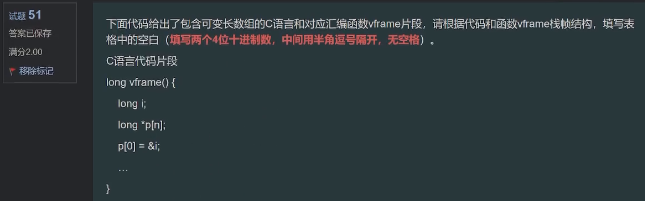 试题 51
答案已保存
满分2.00
移除标记
下面代码给出了包含可变长数组的C语言和对应汇编函数vframe片段，请根据代码和函数vframe栈帧结构，填写表
格中的空白（填写两个4位十进制数，中间用半角逗号隔开，无空格）。
C语言代码片段
long vframe() {
long i;
long *p[n];
p[0] = &i;
…
}